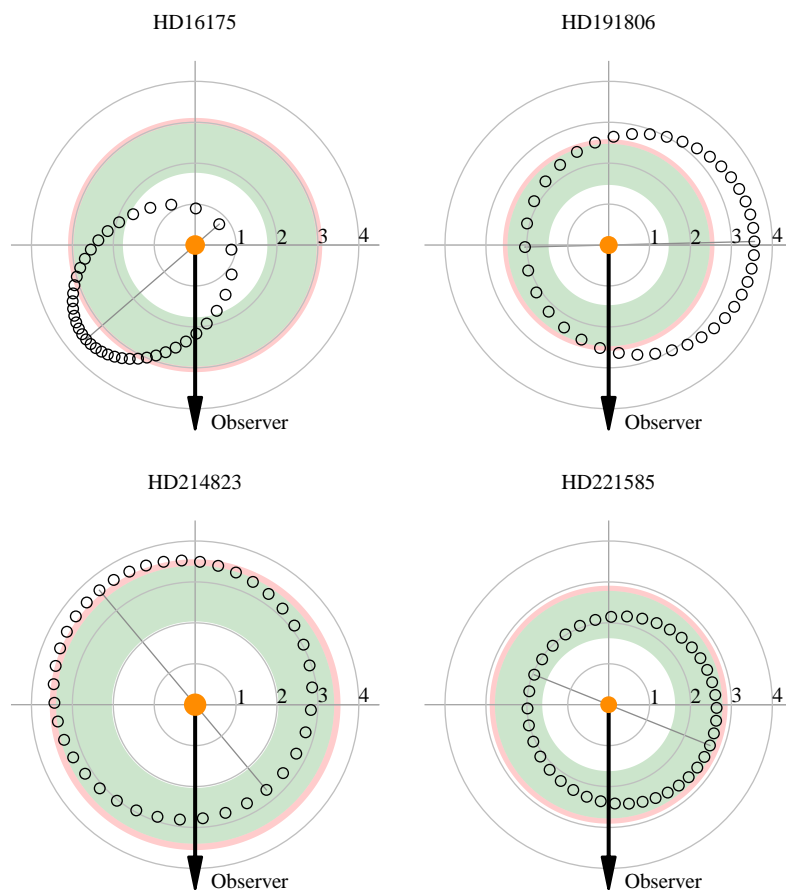 HD16175
HD191806
1 2 3 4
1 2 3 4
Observer
Observer
HD214823
HD221585
1 2 3 4
1 2 3 4
Observer
Observer